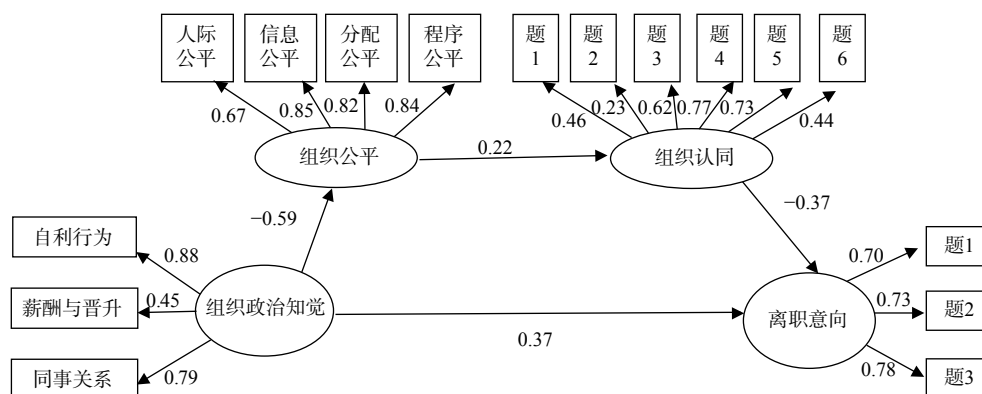 人际
公平
信息
公平
分配
公平
程序
公平
题
1
题
2
题
3
题
4
题
5
题
6
0.67
0.85
0.82
0.84
0.46
0.23
0.62
0.77
0.73
0.44
组织公平
0.22
组织认同
−0.59
−0.37
自利行为
0.88
薪酬与晋升
0.45
同事关系
0.79
组织政治知觉
0.37
离职意向
0.70
题1
0.73
题2
0.78
题3